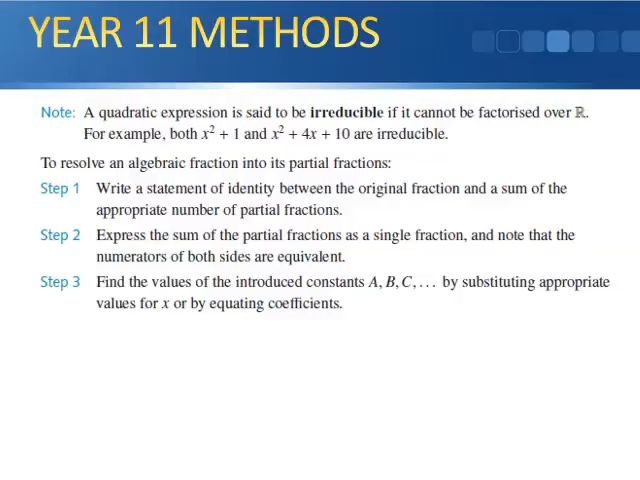 YEAR 11 METHODS
Note: A quadratic expression is said to be irreducible if it cannot be factorised over ℝ.
For example, both x² + 1 and x² + 4x + 10 are irreducible.
To resolve an algebraic fraction into its partial fractions:
Step 1 Write a statement of identity between the original fraction and a sum of the
appropriate number of partial fractions.
Step 2 Express the sum of the partial fractions as a single fraction, and note that the
numerators of both sides are equivalent.
Step 3 Find the values of the introduced constants A, B, C, . . . by substituting appropriate
values for x or by equating coefficients.